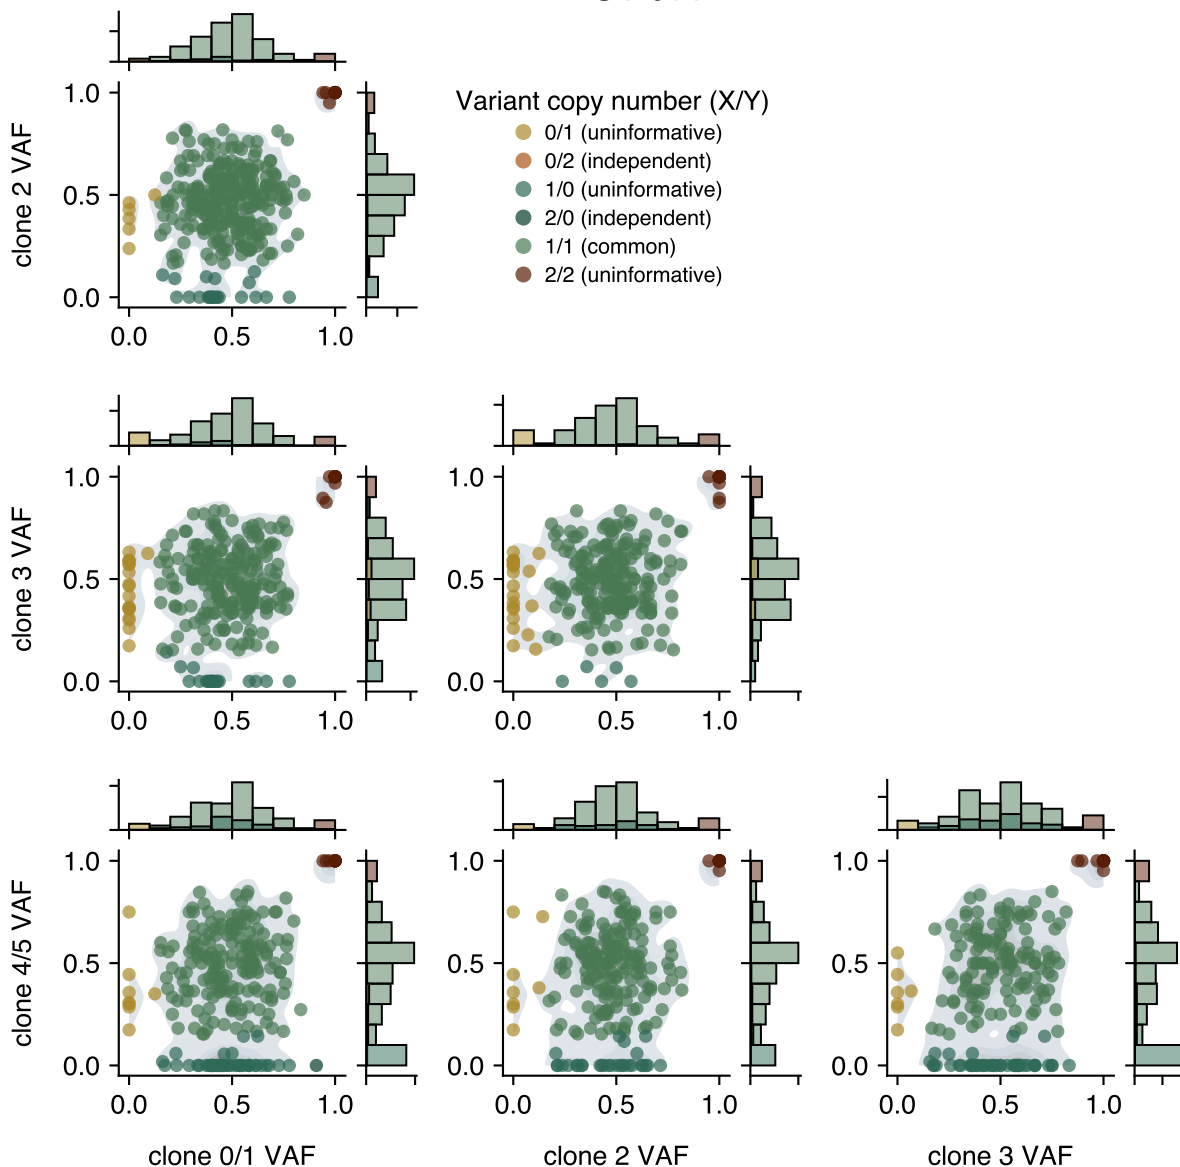 1.0
0.5
0.0
clone 2 VAF
0.0 0.5 1.0
Variant copy number (X/Y)
0/1 (uninformative)
0/2 (independent)
1/0 (uninformative)
2/0 (independent)
1/1 (common)
2/2 (uninformative)
1.0
0.5
0.0
clone 3 VAF
0.0 0.5 1.0
1.0
0.5
0.0
0.0 0.5 1.0
1.0
0.5
0.0
clone 4/5 VAF
0.0 0.5 1.0
clone 0/1 VAF
1.0
0.5
0.0
0.0 0.5 1.0
clone 2 VAF
1.0
0.5
0.0
0.0 0.5 1.0
clone 3 VAF